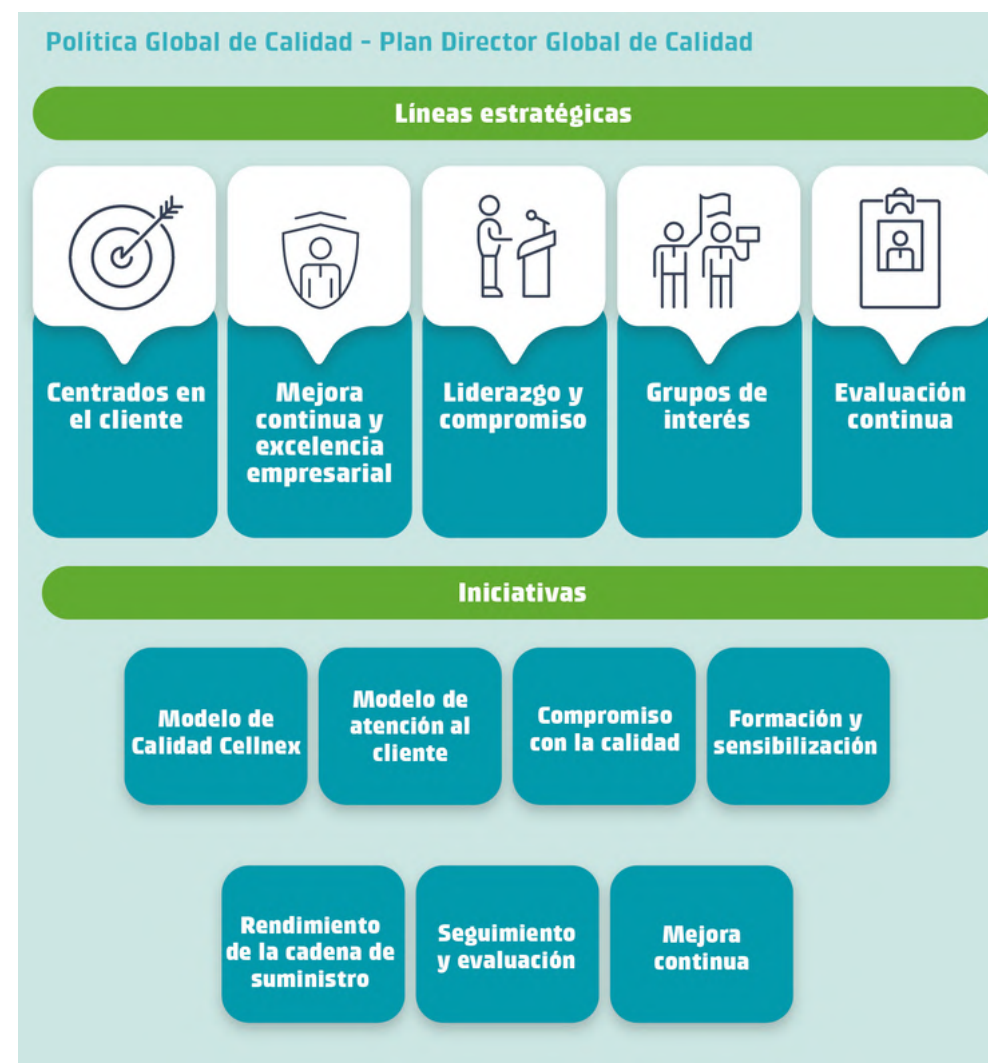 Política Global de Calidad - Plan Director Global de Calidad
Líneas estratégicas
Centrados en
el cliente
Mejora
continua y
excelencia
empresarial
Liderazgo y
compromiso
Grupos de
interés
Evaluación
continua
Iniciativas
Modelo de
Calidad Cellnex
Modelo de
atención al
cliente
Compromiso
con la calidad
Formación y
sensibilización
Rendimiento
de la cadena de
suministro
Seguimiento
y evaluación
Mejora
continua